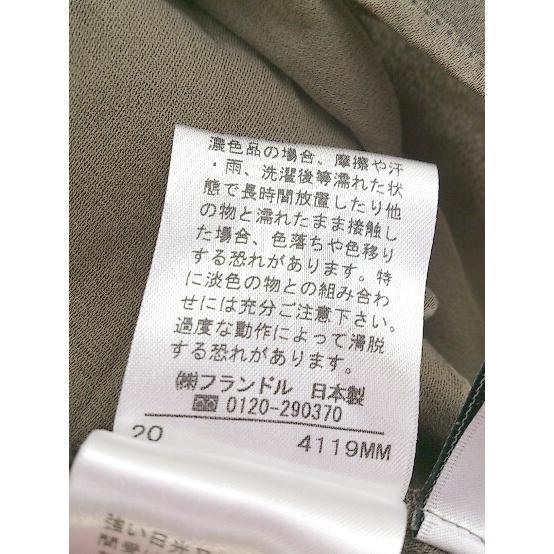 濃色品の場合、摩擦や汗
・雨、洗濯後等濡れた状
態で長時間放置したり他
の物と濡れたまま接触し
た場合、色落ちや色移り
する恐れがあります。特
に淡色の物との組み合わ
せには充分ご注意下さい。
過度な動作によって滑脱
する恐れがあります。
㈱フランドル 日本製
0120-290370
20 4119MM
強い日光